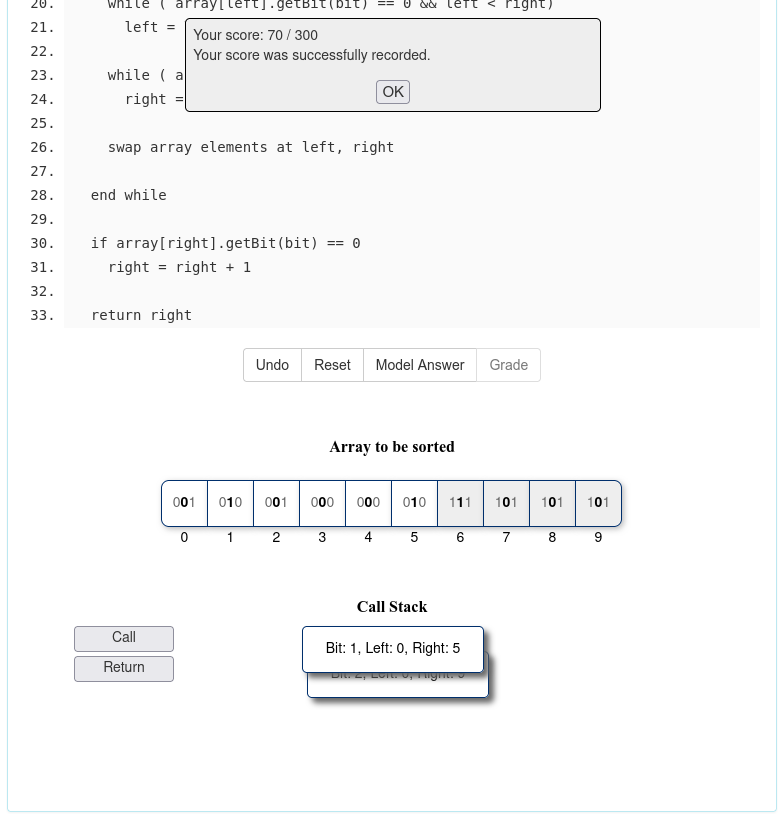 20. while ( array[left].getBit(bit) == 0 && left < right)
21. left =
22.
23. while ( a
24. right =
25.
26. swap array elements at left, right
27.
28. end while
29.
30. if array[right].getBit(bit) == 0
31. right = right + 1
32.
33. return right
Your score: 70 / 300
Your score was successfully recorded.
OK
Undo Reset Model Answer Grade
Array to be sorted
001 010 001 000 000 010 111 101 101 101
0 1 2 3 4 5 6 7 8 9
Call Stack
Call
Return
Bit: 1, Left: 0, Right: 5
Bit: 2, Left: 0, Right: 9